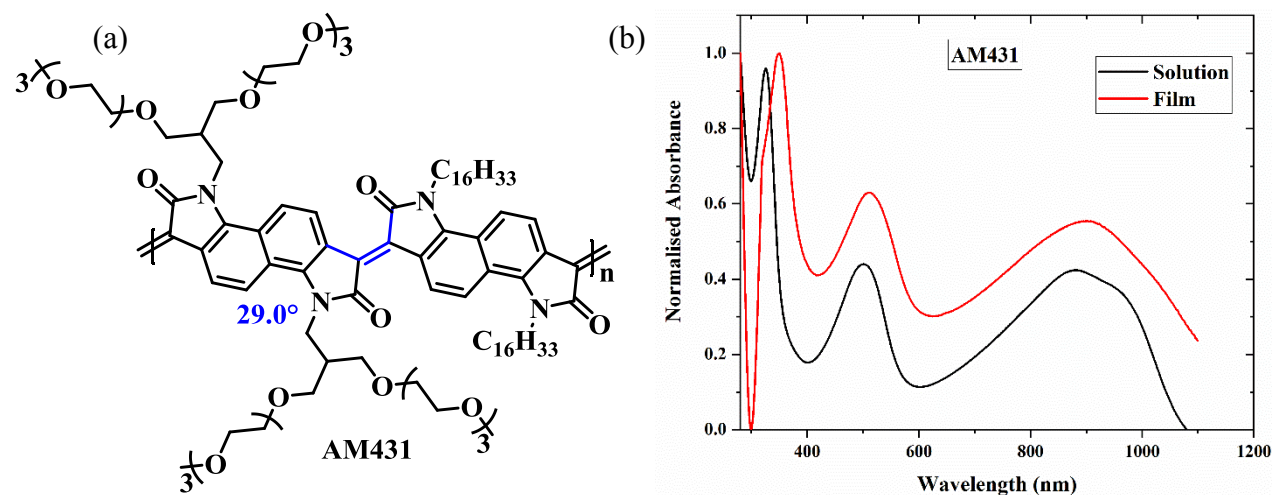 (a)
(b)
O
3
O
3
O
O
O
O
N
O
C16H33
N
O
n
N
O
29.0°
N
O
C16H33
O
O
O
O
3
O
3
AM431
AM431
Solution
Film
Normalised Absorbance
1.0
0.8
0.6
0.4
0.2
0.0
400
600
800
1000
1200
Wavelength (nm)